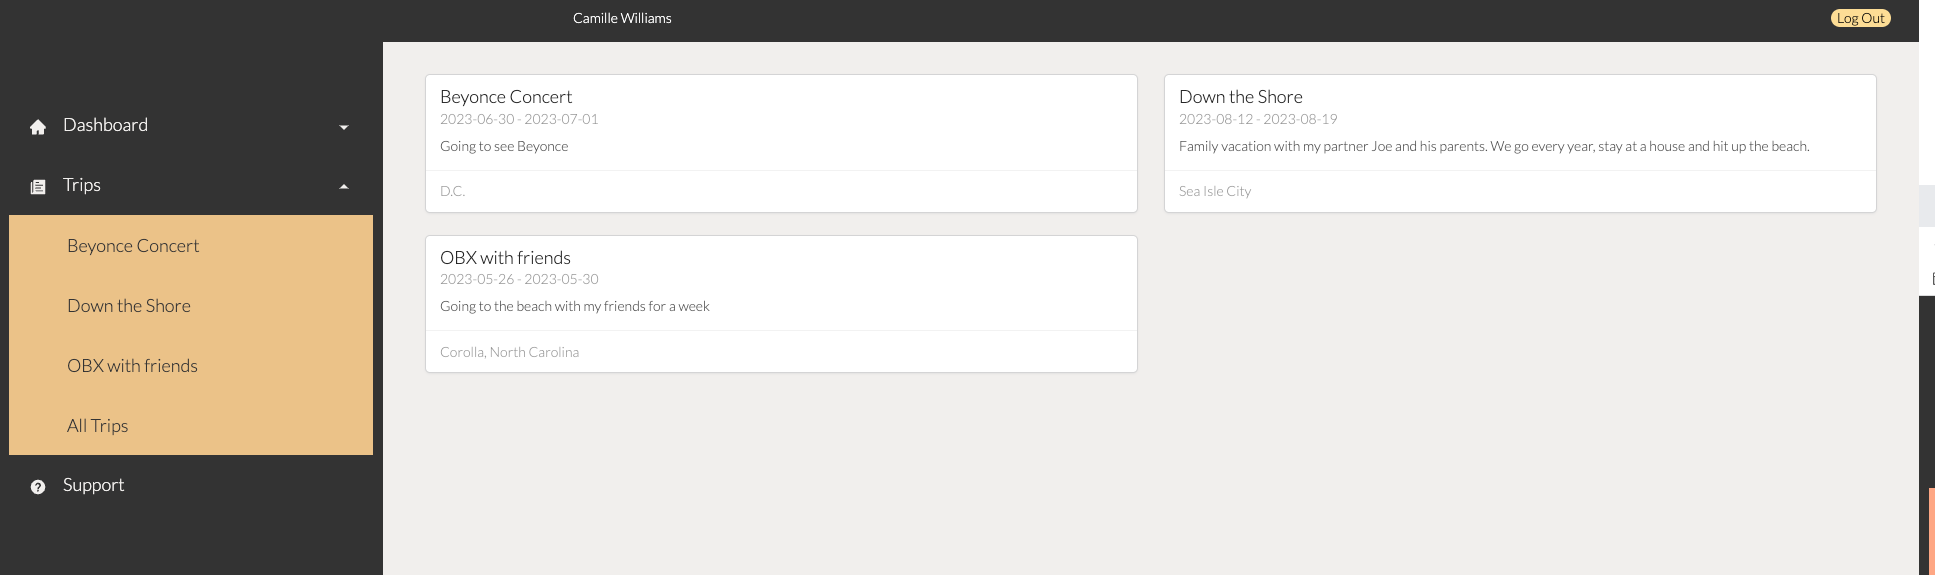 Camille Williams
Log Out
Dashboard
Trips
Beyonce Concert
Down the Shore
OBX with friends
All Trips
Support
Beyonce Concert
2023-06-30 - 2023-07-01
Going to see Beyonce
D.C.
Down the Shore
2023-08-12 - 2023-08-19
Family vacation with my partner Joe and his parents. We go every year, stay at a house and hit up the beach.
Sea Isle City
OBX with friends
2023-05-26 - 2023-05-30
Going to the beach with my friends for a week
Corolla, North Carolina